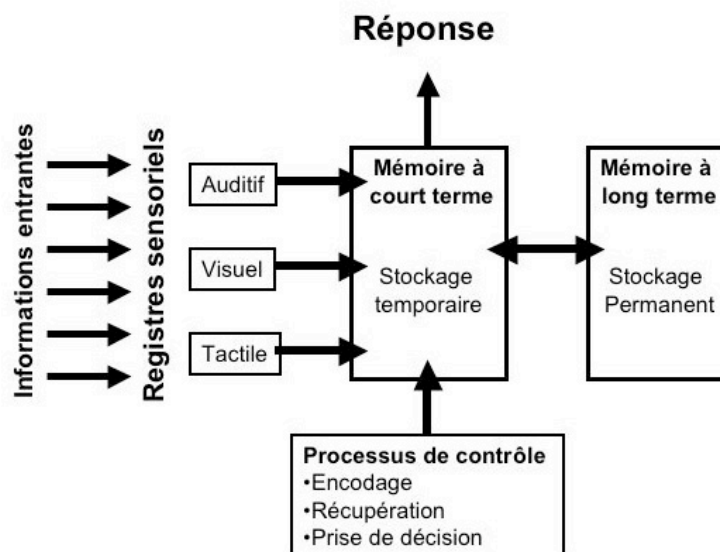 Réponse
Informations entrantes
Registres sensoriels
Auditif
Visuel
Tactile
Mémoire à
court terme
Stockage
temporaire
Mémoire à
long terme
Stockage
Permanent
Processus de contrôle
•Encodage
•Récupération
•Prise de décision